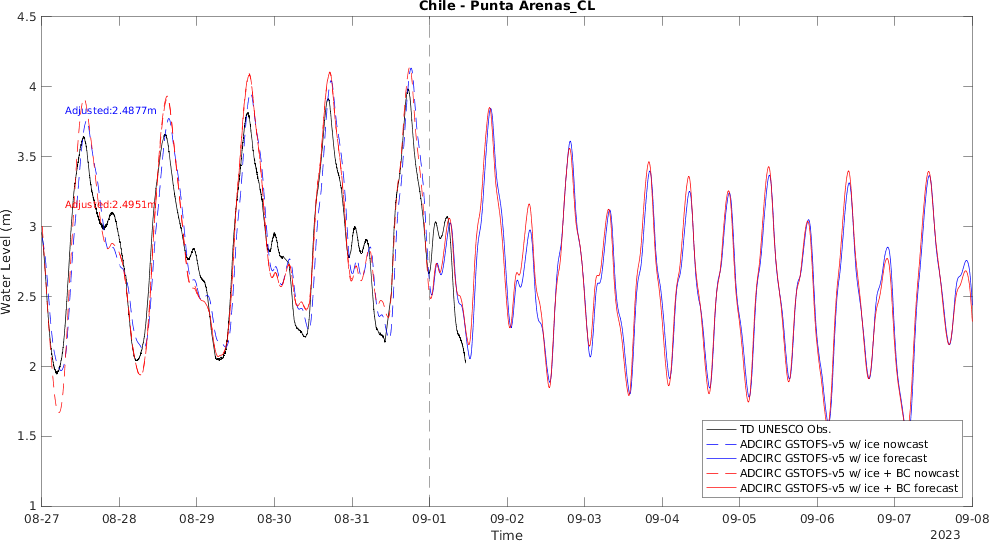 Chile - Punta Arenas_CL
4.5
4
3.5
3
2.5
2
1.5
1
Water Level (m)
Adjusted:2.4877m
Adjusted:2.4951m
TD UNESCO Obs.
ADCIRC GSTOFS-v5 w/ ice nowcast
ADCIRC GSTOFS-v5 w/ ice forecast
ADCIRC GSTOFS-v5 w/ ice + BC nowcast
ADCIRC GSTOFS-v5 w/ ice + BC forecast
08-27 08-28 08-29 08-30 08-31 09-01 09-02 09-03 09-04 09-05 09-06 09-07 09-08
Time
2023